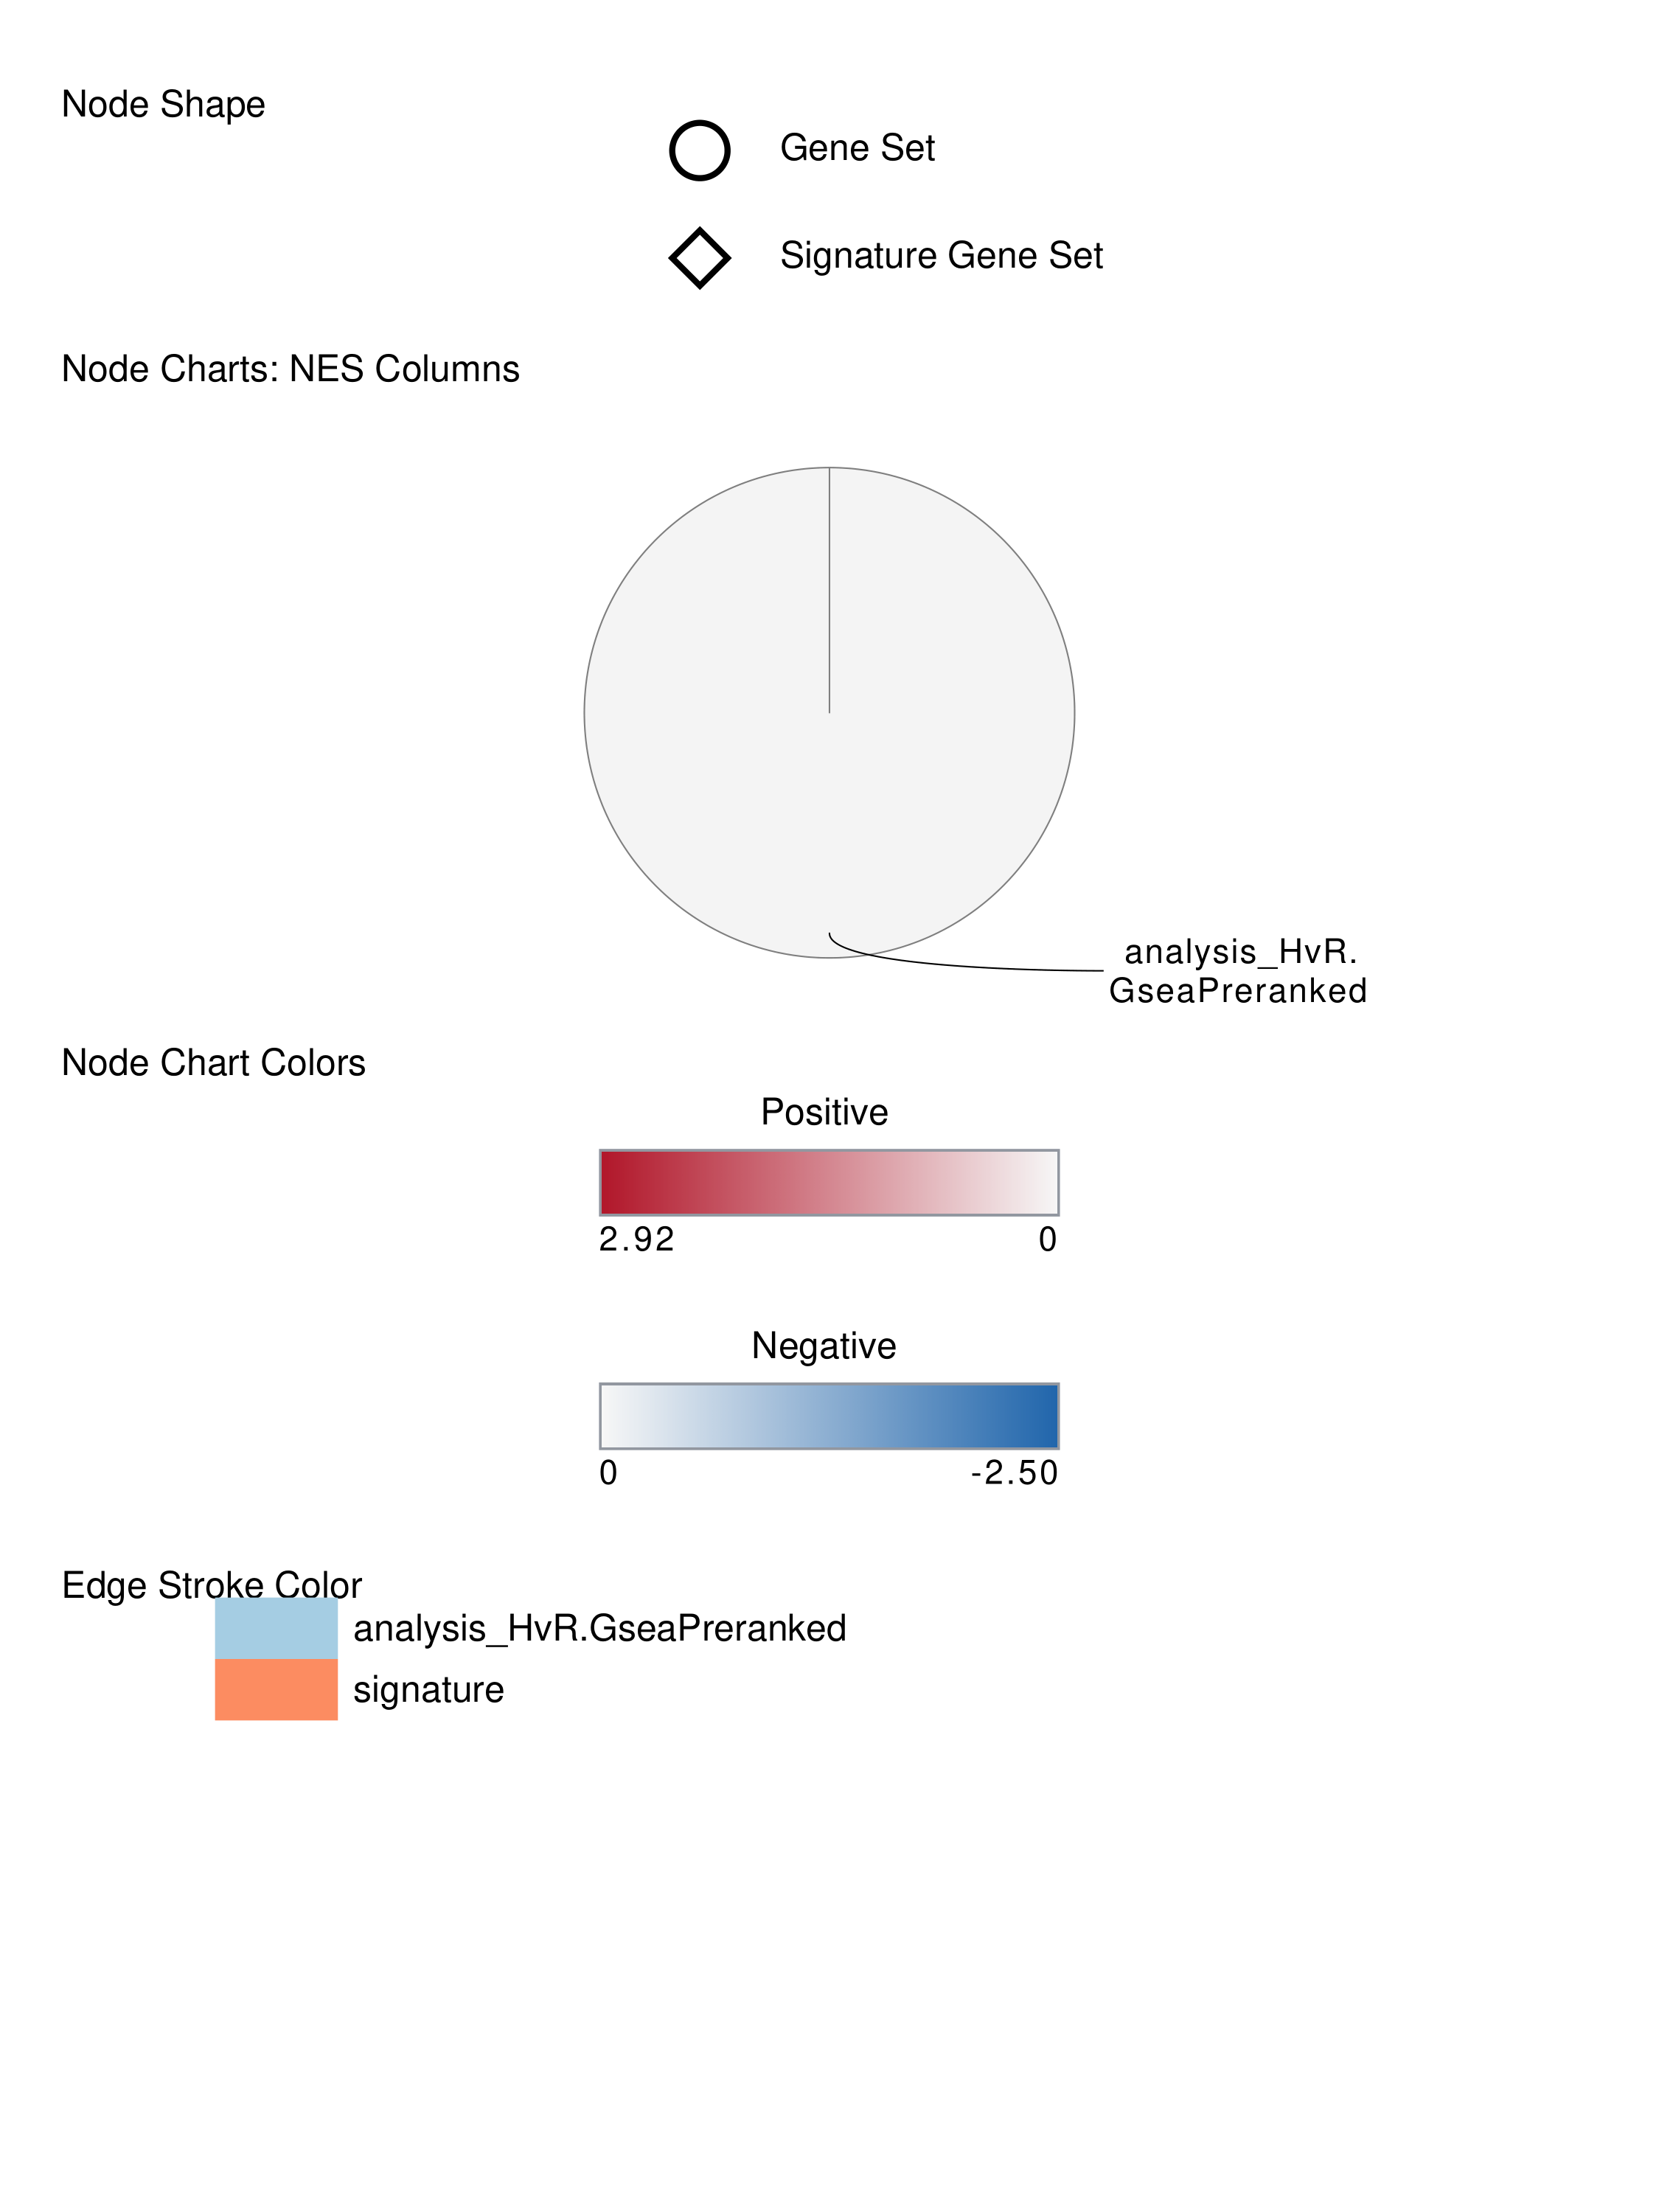 Node Shape
Gene Set
Signature Gene Set
Node Charts: NES Columns
analysis_HvR.
GseaPreranked
Node Chart Colors
Positive
2.92 0
Negative
0 -2.50
Edge Stroke Color
analysis_HvR.GseaPreranked
signature